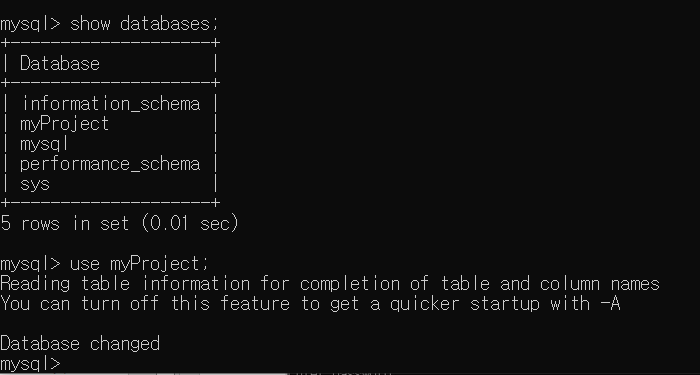 mysql> show databases;
+--------------------+
| Database           |
+--------------------+
| information_schema |
| myProject          |
| mysql              |
| performance_schema |
| sys                |
+--------------------+
5 rows in set (0.01 sec)
mysql> use myProject;
Reading table information for completion of table and column names
You can turn off this feature to get a quicker startup with -A
Database changed
mysql>